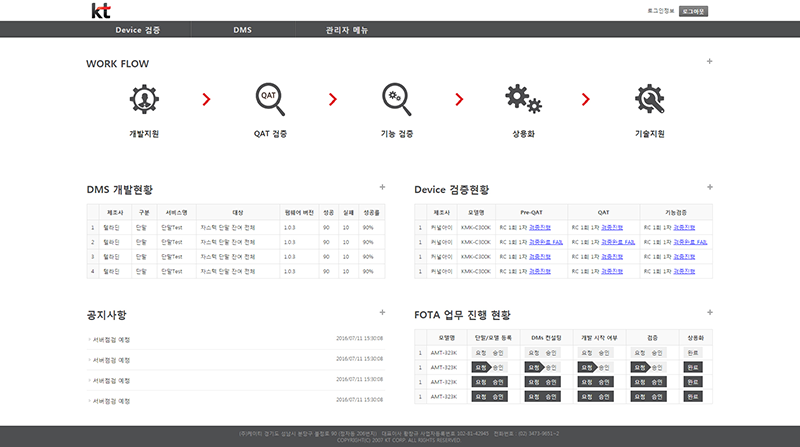 kt
로그인정보 로그아웃
Device 검증 DMS 관리자 메뉴
WORK FLOW
QAT
개발지원 QAT 검증 기능 검증 상용화 기술지원
DMS 개발현황
제조사 구분 서비스명 대상 펌웨어 버전 성공 실패 성공률
1 텔라딘 단말 단말Test 자스텍 단말 잔여 전체 1.0.3 90 10 90%
2 텔라딘 단말 단말Test 자스텍 단말 잔여 전체 1.0.3 90 10 90%
3 텔라딘 단말 단말Test 자스텍 단말 잔여 전체 1.0.3 90 10 90%
4 텔라딘 단말 단말Test 자스텍 단말 잔여 전체 1.0.3 90 10 90%
Device 검증현황
제조사 모델명 Pre-QAT QAT 기능검증
1 커널아이 KMK-C300K RC 1회 1차 검증진행 RC 1회 1차 검증진행 RC 1회 1차 검증진행
1 커널아이 KMK-C300K RC 1회 1차 검증완료 FAIL RC 1회 1차 검증완료 FAIL RC 1회 1차 검증완료 FAIL
1 커널아이 KMK-C300K RC 1회 1차 검증진행 RC 1회 1차 검증진행 RC 1회 1차 검증진행
1 커널아이 KMK-C300K RC 1회 1차 검증진행 RC 1회 1차 검증진행 RC 1회 1차 검증진행
공지사항
서버점검 예정 2016/07/11 15:30:08
서버점검 예정 2016/07/11 15:30:08
서버점검 예정 2016/07/11 15:30:08
서버점검 예정 2016/07/11 15:30:08
FOTA 업무 진행 현황
모델명 단말/모델 등록 DMs 컨설팅 개발 시작 여부 검증 상용화
1 AMT-323K 요청 승인 요청 승인 요청 승인 요청 승인 완료
1 AMT-323K 요청 승인 요청 승인 요청 승인 요청 승인 완료
1 AMT-323K 요청 승인 요청 승인 요청 승인 요청 승인 완료
1 AMT-323K 요청 승인 요청 승인 요청 승인 요청 승인 완료
(주)케이티 경기도 성남시 분당구 불정로 90 (정자동 206번지) 대표이사 황창규 사업자등록번호 102-81-42945 전화번호 : (02) 3473-0651~2
COPYRIGHT(C) 2007 KT CORP. ALL RIGHTS RESERVED.